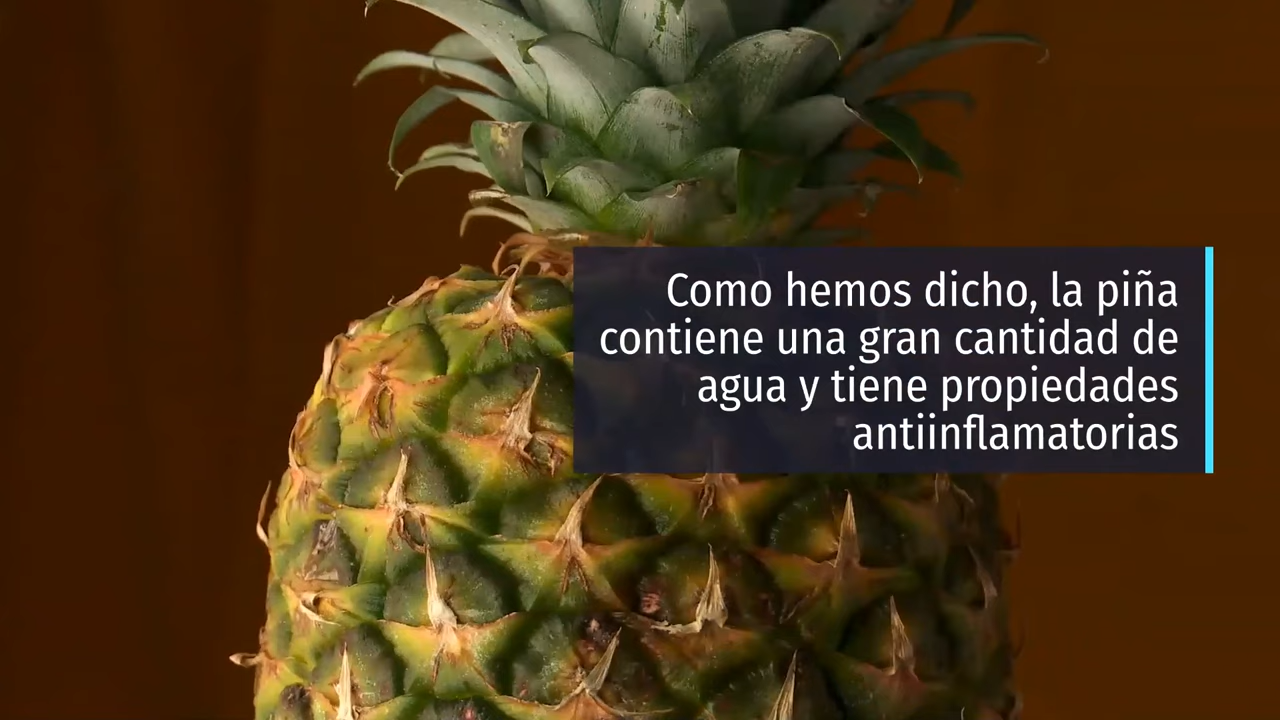 Como hemos dicho, la piña
contiene una gran cantidad de
agua y tiene propiedades
antiinflamatorias